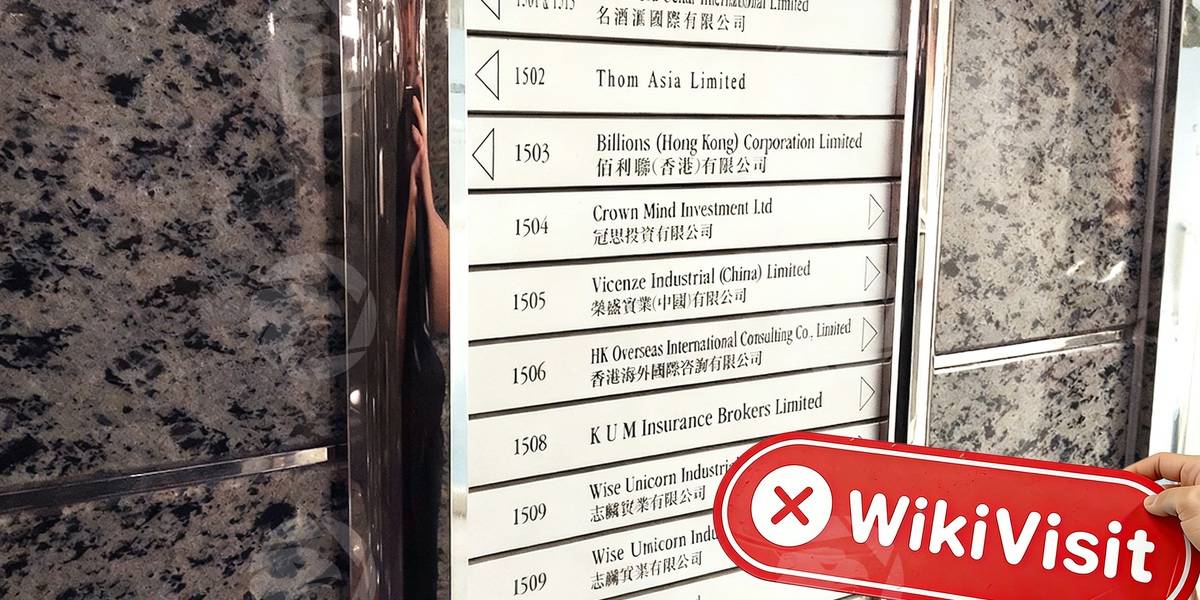 International Limited
名酒滙國際有限公司
1502 Thom Asia Limited
1503 Billions (Hong Kong) Corporation Limited
佰利聯(香港)有限公司
1504 Crown Mind Investment Ltd
冠思投資有限公司
1505 Vicenze Industrial (China) Limited
榮盛實業(中國)有限公司
1506 HK Overseas International Consulting Co., Limited
香港海外國際咨詢有限公司
1508 K U M Insurance Brokers Limited
1509 Wise Unicorn Industrial
志麟實業有限公司
1509 Wise Unicorn
志麟實業有限公司
WikiVisit